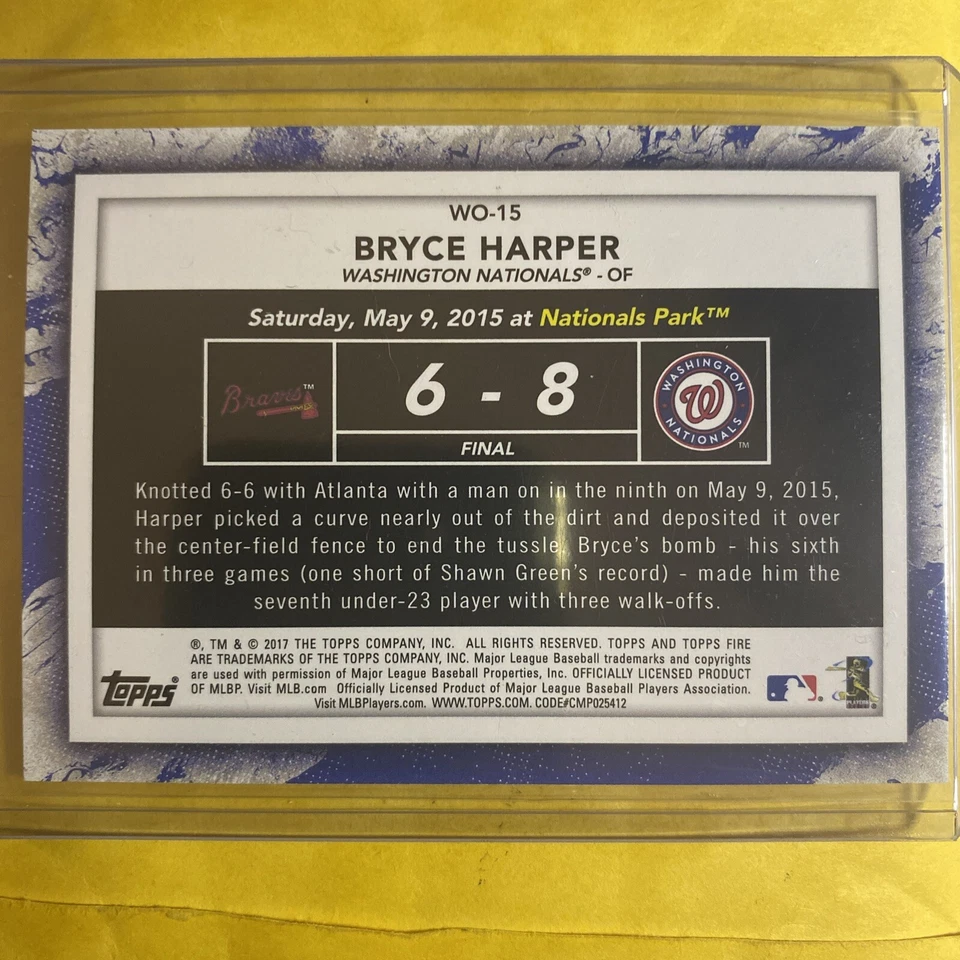 WO-15
BRYCE HARPER
WASHINGTON NATIONALS® - OF
Saturday, May 9, 2015 at Nationals Park™
Braves™
6 - 8
WASHINGTON W NATIONALS ™
FINAL
Knotted 6-6 with Atlanta with a man on in the ninth on May 9, 2015,
Harper picked a curve nearly out of the dirt and deposited it over
the center-field fence to end the tussle. Bryce's bomb - his sixth
in three games (one short of Shawn Green's record) - made him the
seventh under-23 player with three walk-offs.
®, TM & © 2017 THE TOPPS COMPANY, INC. ALL RIGHTS RESERVED. TOPPS AND TOPPS FIRE
ARE TRADEMARKS OF THE TOPPS COMPANY, INC. Major League Baseball trademarks and copyrights
are used with permission of Major League Baseball Properties, Inc. OFFICIALLY LICENSED PRODUCT
OF MLBP. Visit MLB.com Officially Licensed Product of Major League Baseball Players Association.
Visit MLBPlayers.com. WWW.TOPPS.COM. CODE#CMP025412
TOPPS®
PLAYERS